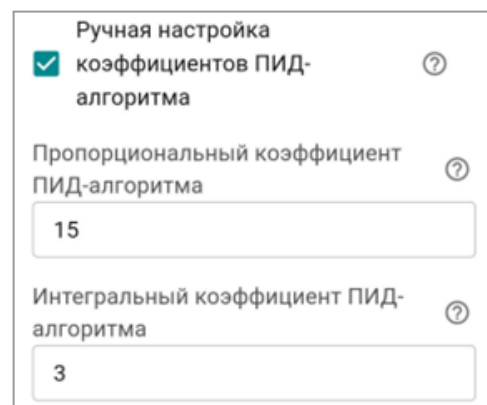 Ручная настройка
коэффициентов ПИД-
алгоритма
Пропорциональный коэффициент
ПИД-алгоритма
15
Интегральный коэффициент ПИД-
алгоритма
3